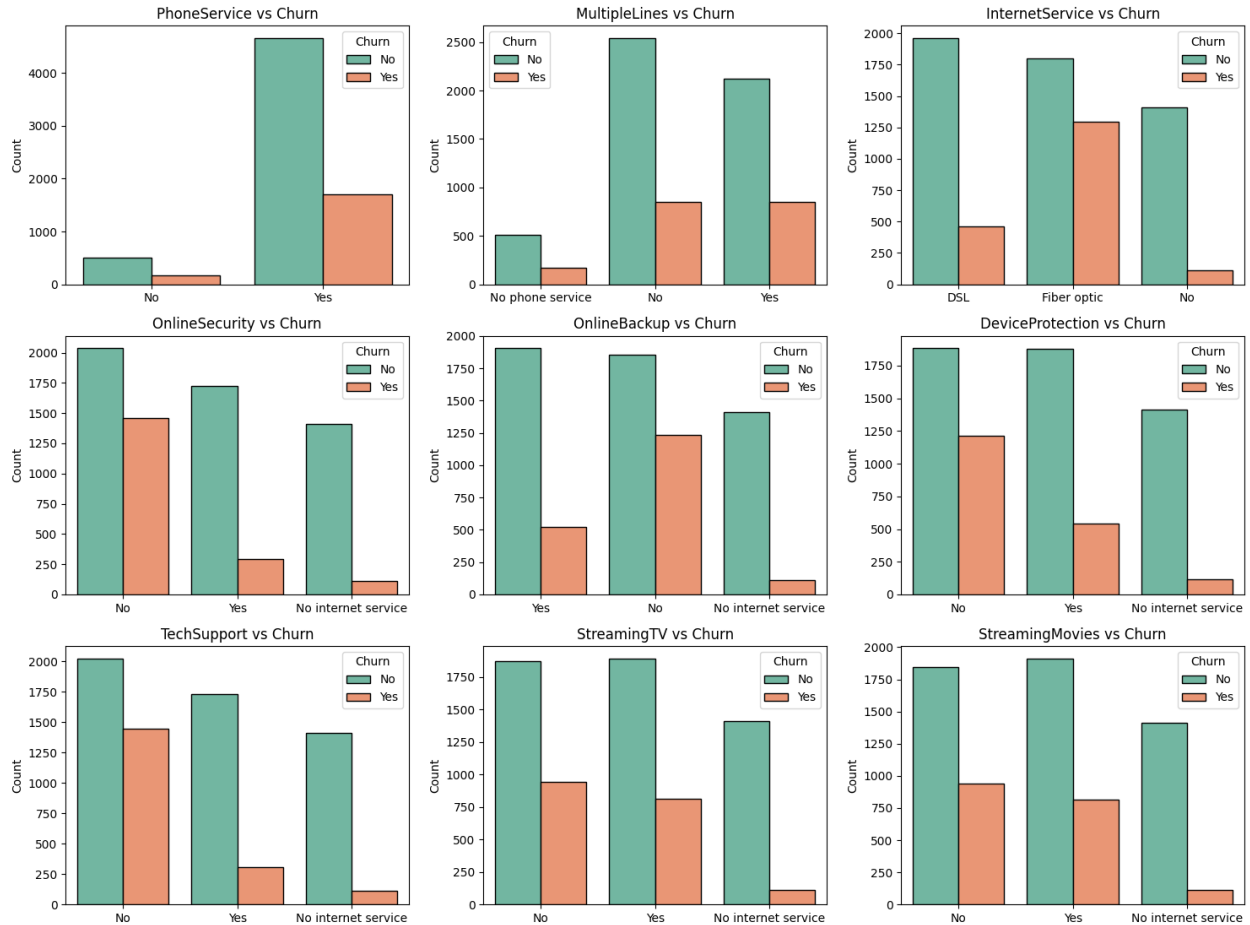 PhoneService vs Churn
Count
4000
3000
2000
1000
0
No
Yes
Churn
No
Yes
MultipleLines vs Churn
Count
2500
2000
1500
1000
500
0
No phone service
No
Yes
Churn
No
Yes
InternetService vs Churn
Count
2000
1750
1500
1250
1000
750
500
250
0
DSL
Fiber optic
No
Churn
No
Yes
OnlineSecurity vs Churn
Count
2000
1750
1500
1250
1000
750
500
250
0
No
Yes
No internet service
Churn
No
Yes
OnlineBackup vs Churn
Count
2000
1750
1500
1250
1000
750
500
250
0
Yes
No
No internet service
Churn
No
Yes
DeviceProtection vs Churn
Count
1750
1500
1250
1000
750
500
250
0
No
Yes
No internet service
Churn
No
Yes
TechSupport vs Churn
Count
2000
1750
1500
1250
1000
750
500
250
0
No
Yes
No internet service
Churn
No
Yes
StreamingTV vs Churn
Count
1750
1500
1250
1000
750
500
250
0
No
Yes
No internet service
Churn
No
Yes
StreamingMovies vs Churn
Count
2000
1750
1500
1250
1000
750
500
250
0
No
Yes
No internet service
Churn
No
Yes